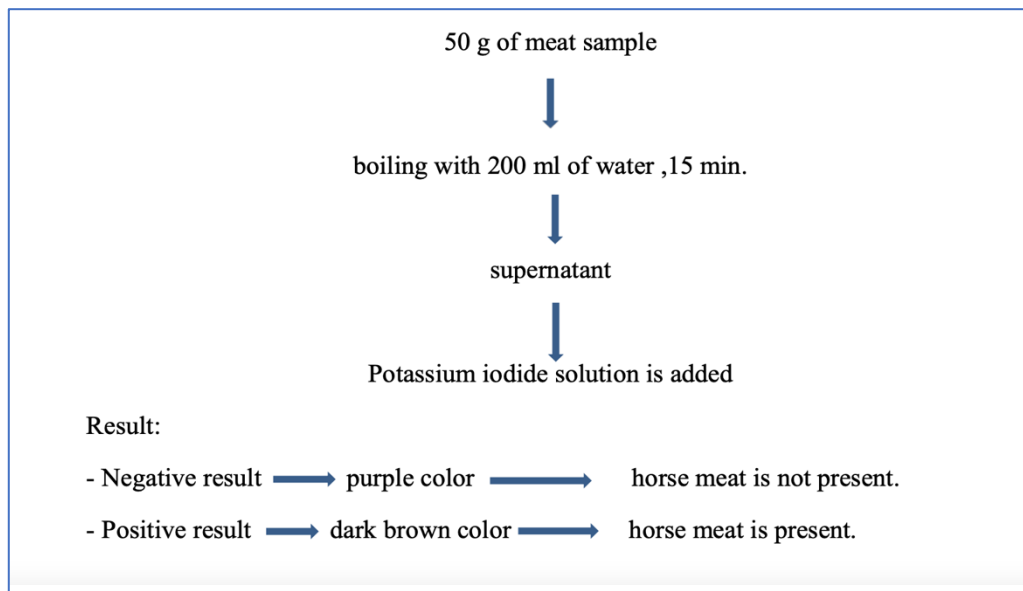 50 g of meat sample
boiling with 200 ml of water ,15 min.
supernatant
Potassium iodide solution is added
Result:
- Negative result purple color horse meat is not present.
- Positive result dark brown color horse meat is present.